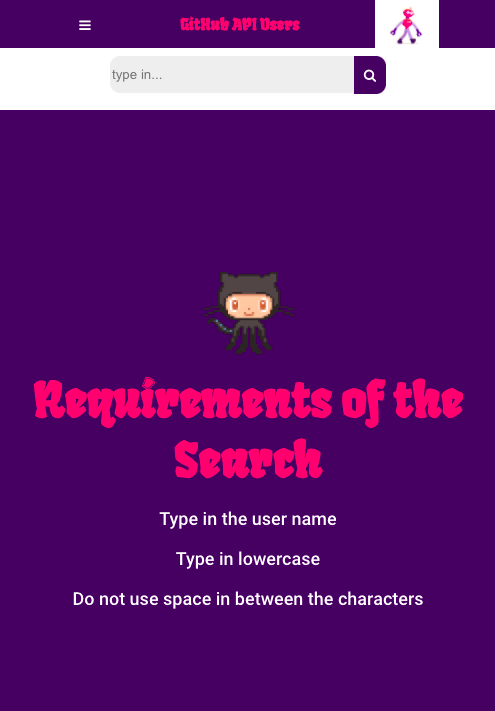 GitHub API Users
type in...
Requirements of the
Search
Type in the user name
Type in lowercase
Do not use space in between the characters